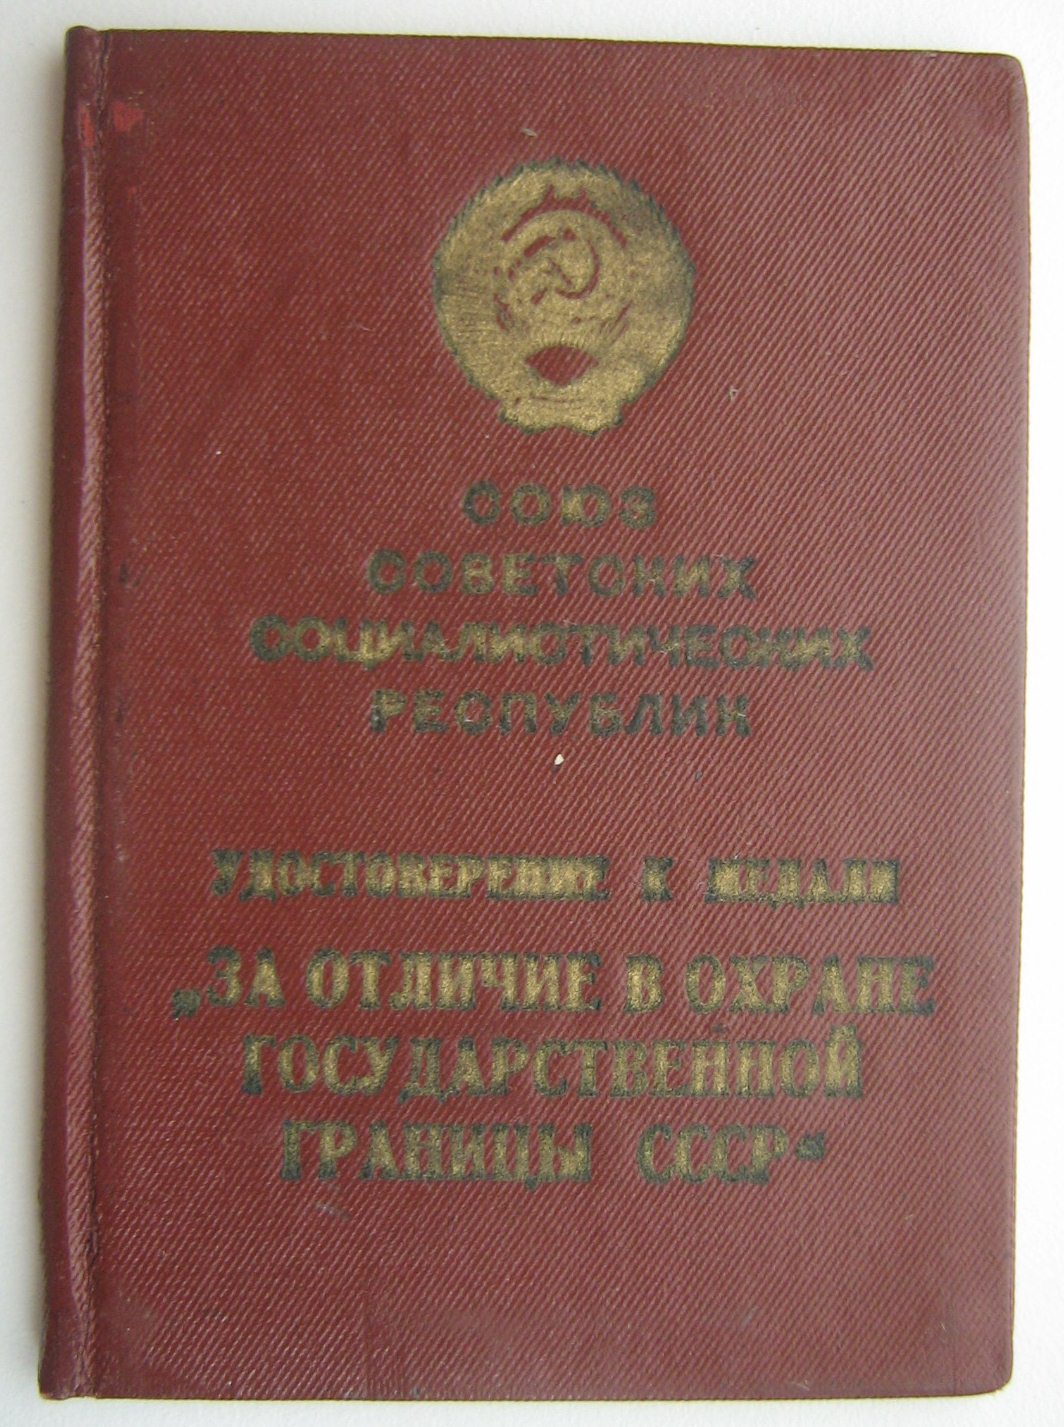 СОЮЗ
СОВЕТСКИХ
СОЦИАЛИСТИЧЕСКИХ
РЕСПУБЛИК
УДОСТОВЕРЕНИЕ К МЕДАЛИ
„ЗА ОТЛИЧИЕ В ОХРАНЕ
ГОСУДАРСТВЕННОЙ
ГРАНИЦЫ СССР“